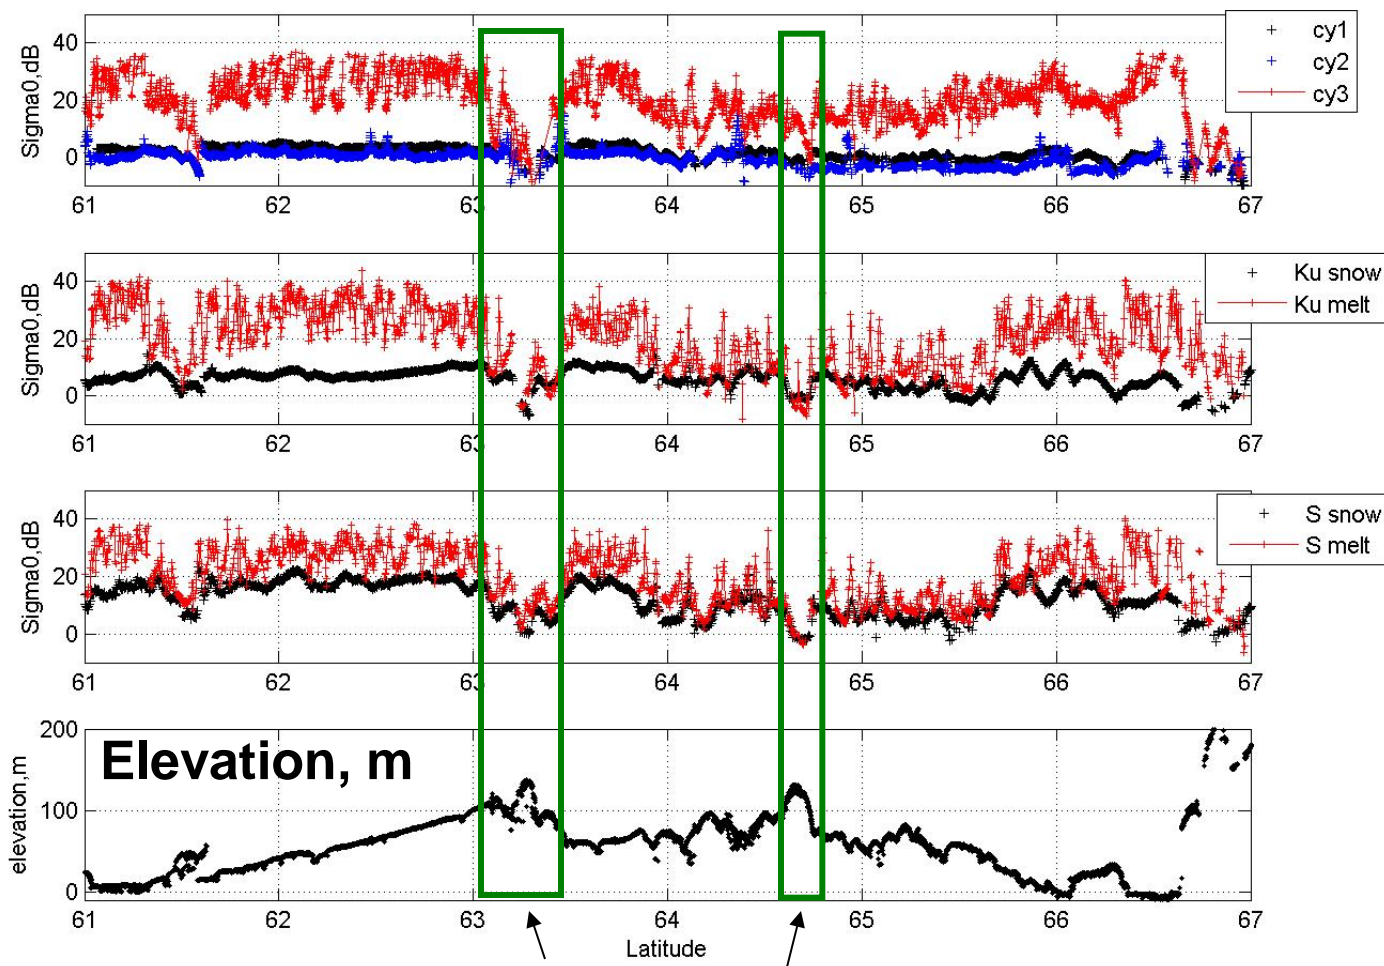 40
20
0
Sigma0,dB
cy1
cy2
cy3
61 62 63 64 65 66 67
40
20
0
Sigma0,dB
Ku snow
Ku melt
61 62 63 64 65 66 67
40
20
0
Sigma0,dB
S snow
S melt
61 62 63 64 65 66 67
200
100
0
elevation,m
Elevation, m
61 62 63 64 65 66 67
Latitude